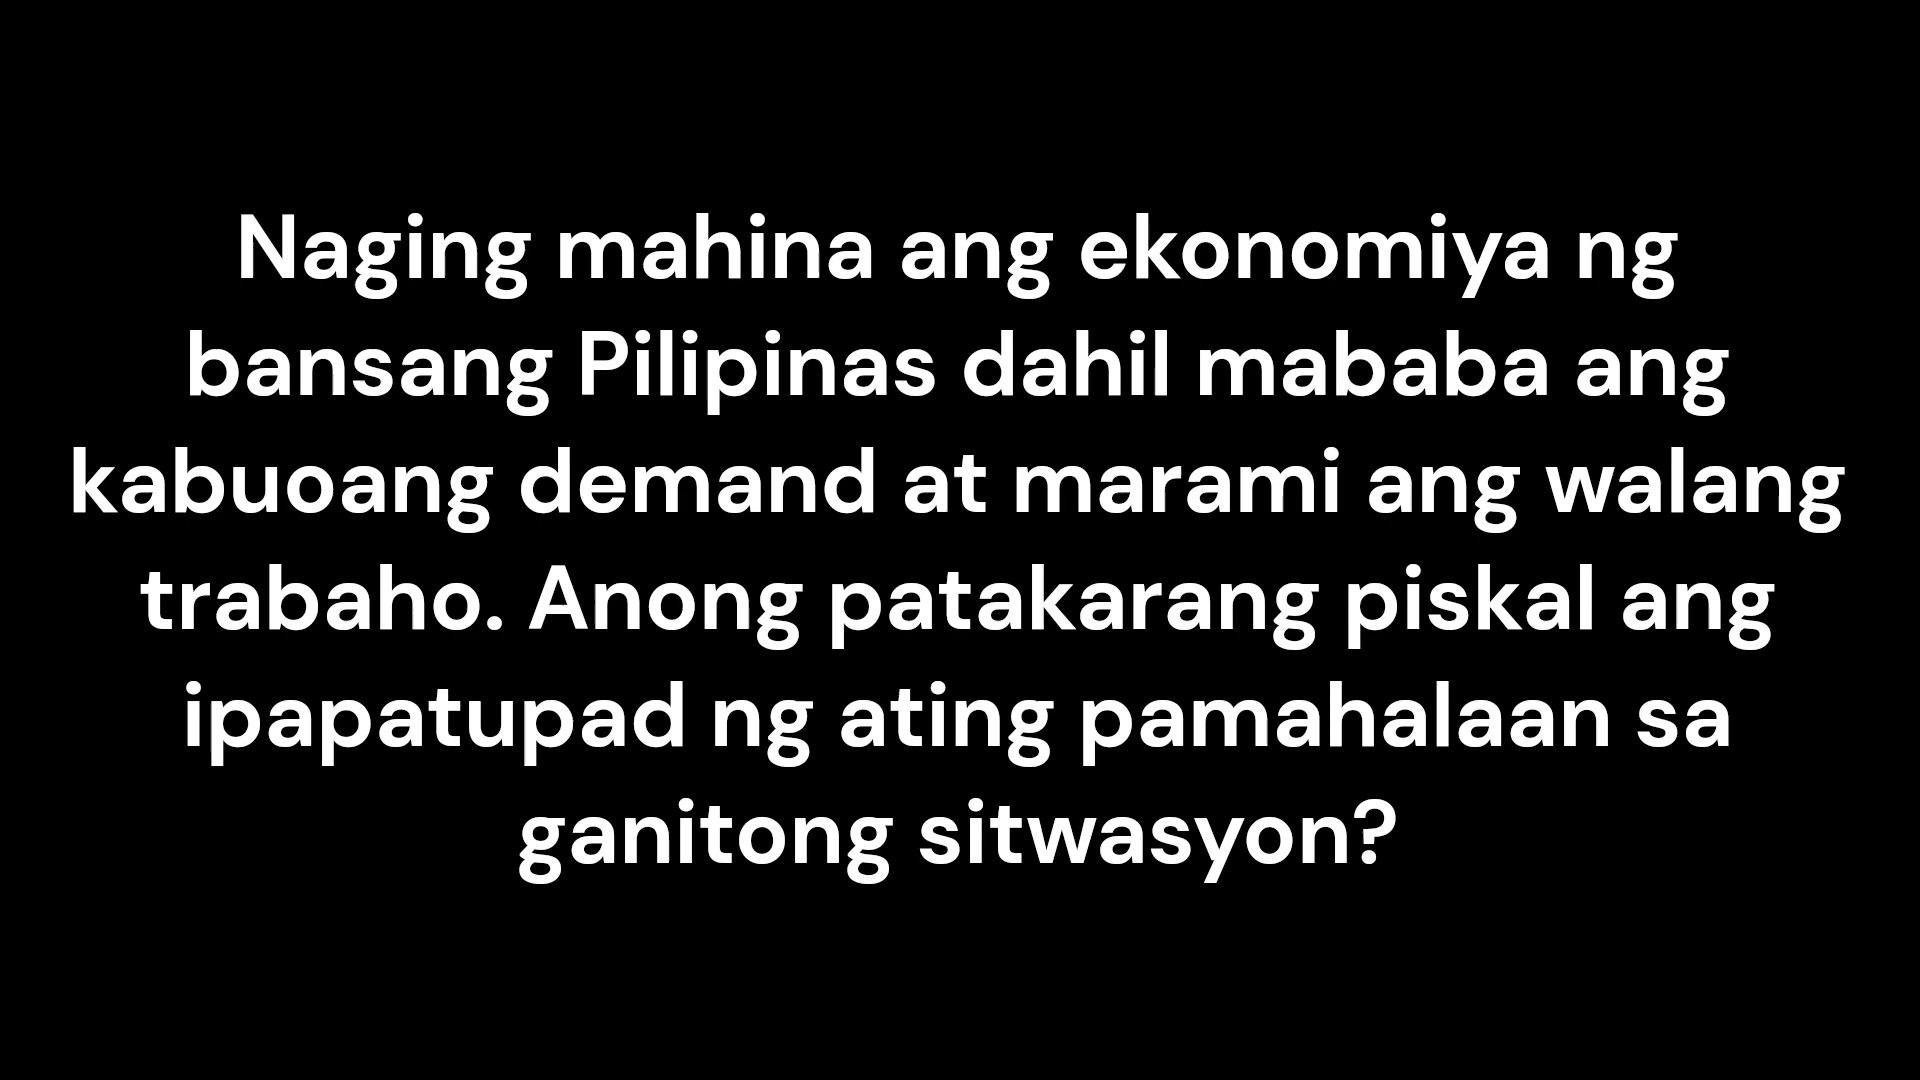 Naging mahina ang ekonomiya ng
bansang Pilipinas dahil mababa ang
kabuoang demand at marami ang walang
trabaho. Anong patakarang piskal ang
ipapatupad ng ating pamahalaan sa
ganitong sitwasyon?